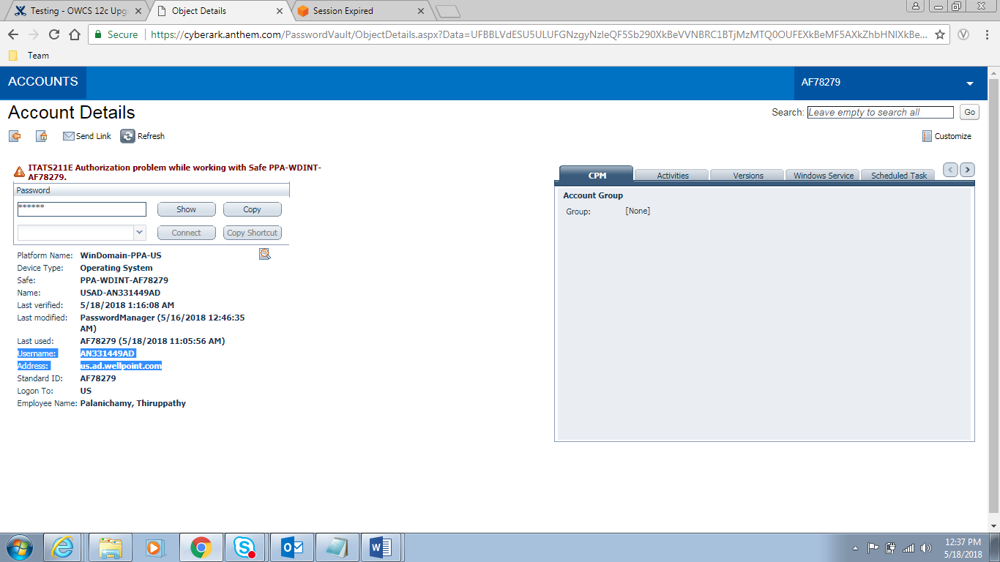 Testing - OWCS 12c Upgr
Object Details
Session Expired
Secure
https://cyberark.anthem.com/PasswordVault/ObjectDetails.aspx?Data=UFBBLVdESU5ULUFGNzgyNzleQF5Sb290XkBeVVNBRC1BTjMzMTQ0OUFEXkBeMF5AXkZhbHNlXkBe...
Team
ACCOUNTS
AF78279
Account Details
Search: Leave empty to search all Go
Send Link Refresh
Customize
ITATS211E Authorization problem while working with Safe PPA-WDINT-
AF78279.
Password
****** Show Copy
Connect Copy Shortcut
Platform Name: WinDomain-PPA-US
Device Type: Operating System
Safe: PPA-WDINT-AF78279
Name: USAD-AN331449AD
Last verified: 5/18/2018 1:16:08 AM
Last modified: PasswordManager (5/16/2018 12:46:35
AM)
Last used: AF78279 (5/18/2018 11:05:56 AM)
Username: AN331449AD
Address: us.ad.wellpoint.com
Standard ID: AF78279
Logon To: US
Employee Name: Palanichamy, Thiruppathy
CPM Activities Versions Windows Service Scheduled Task
Account Group
Group: [None]
12:37 PM
5/18/2018